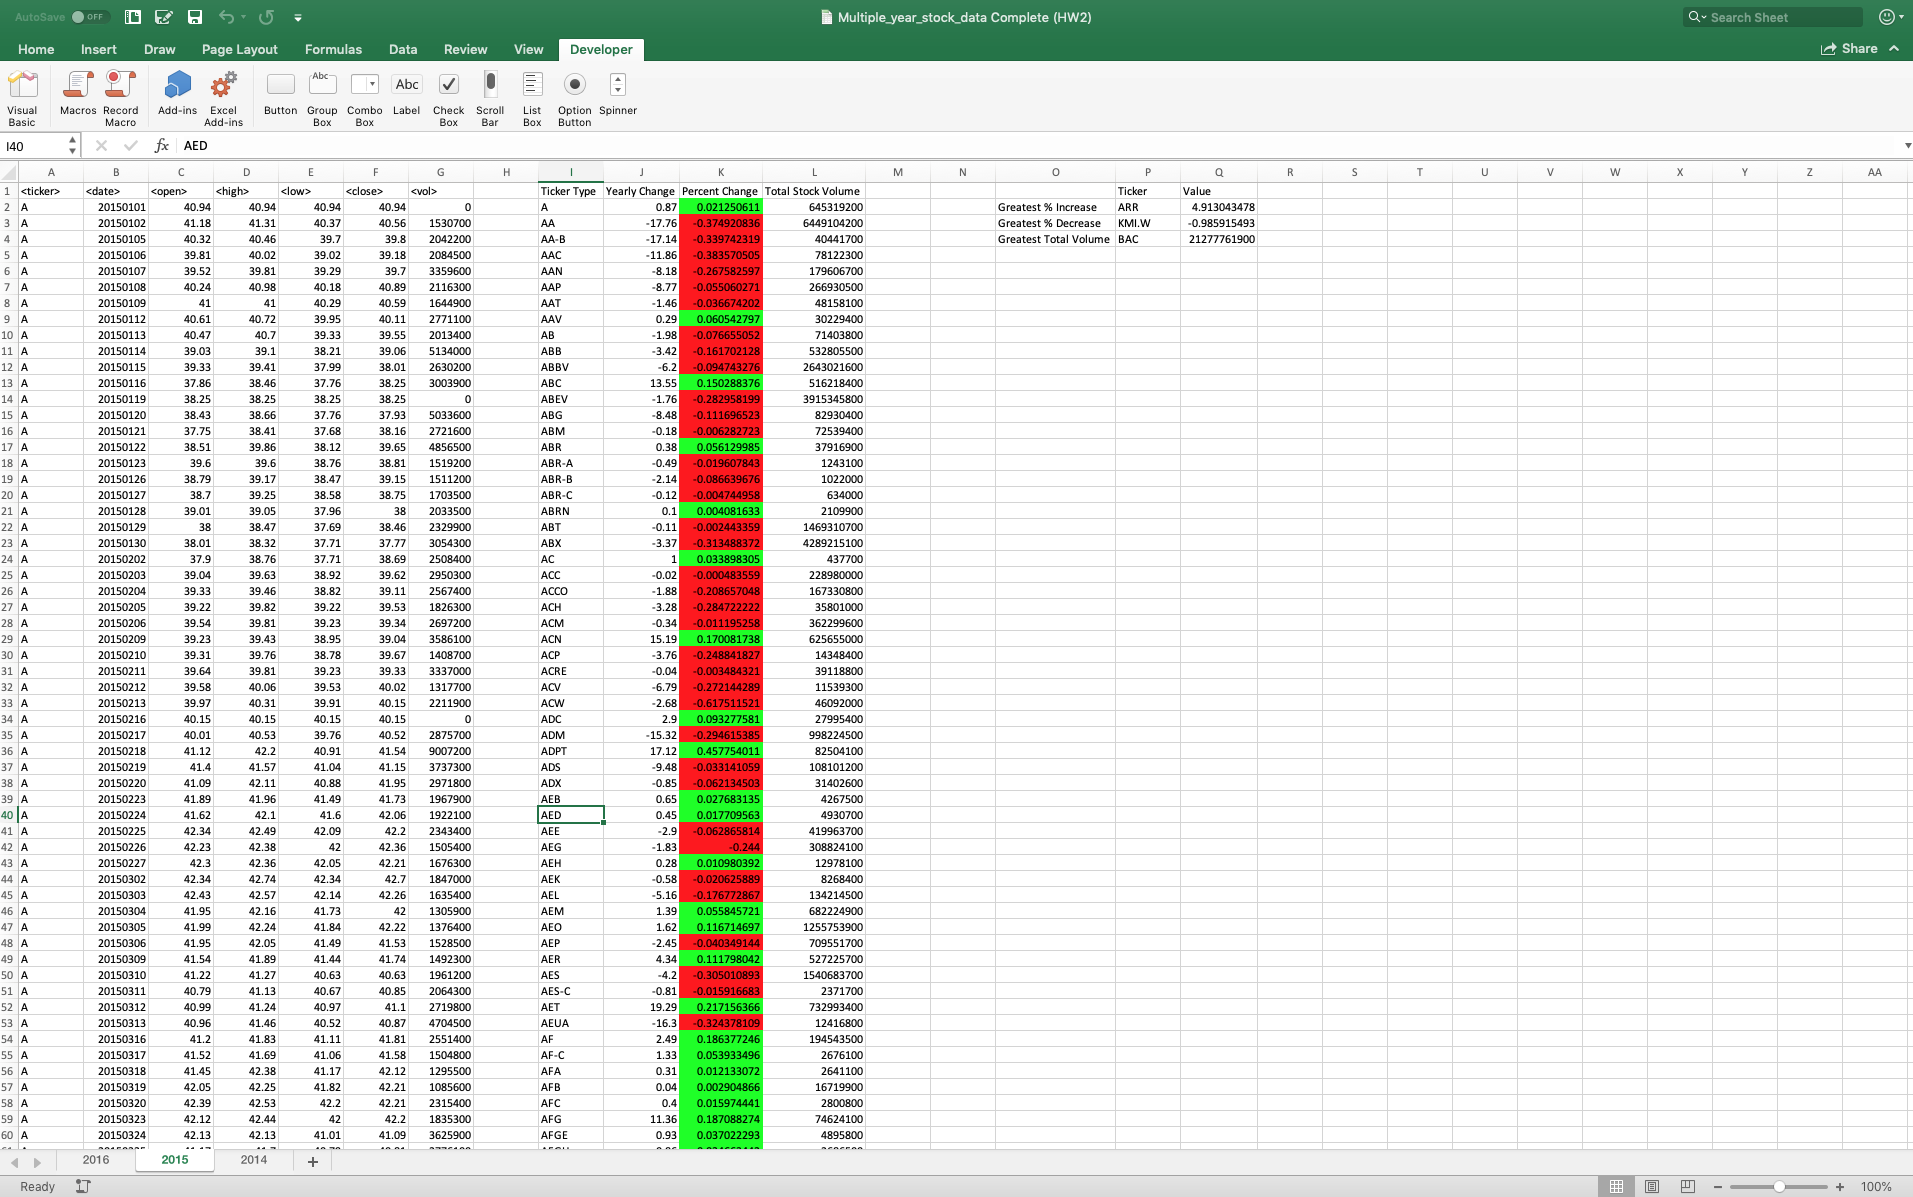 AutoSave OFF Multiple_year_stock_data Complete (HW2) Search Sheet
Home Insert Draw Page Layout Formulas Data Review View Developer Share
Visual Basic Macros Record Macro Add-ins Excel Add-ins Button Group Box Combo Box Label Check Box Scroll Bar List Box Option Button Spinner
Abc Abc
I40 fx AED
A B C D E F G H I J K L M N O P Q R S T U V W X Y Z AA
1 <ticker> <date> <open> <high> <low> <close> <vol> Ticker Type Yearly Change Percent Change Total Stock Volume Ticker Value
2 A 20150101 40.94 40.94 40.94 40.94 0 A 0.87 0.021250611 645319200 Greatest % Increase ARR 4.913043478
3 A 20150102 41.18 41.31 40.37 40.56 1530700 AA -17.76 -0.374920836 6449104200 Greatest % Decrease KMI.W -0.985915493
4 A 20150105 40.32 40.46 39.7 39.8 2042200 AA-B -17.14 -0.339742319 40441700 Greatest Total Volume BAC 21277761900
5 A 20150106 39.81 40.02 39.02 39.18 2084500 AAC -11.86 -0.383570505 78122300
6 A 20150107 39.52 39.81 39.29 39.7 3359600 AAN -8.18 -0.267582597 179606700
7 A 20150108 40.24 40.98 40.18 40.89 2116300 AAP -8.77 -0.055060271 266930500
8 A 20150109 41 41 40.29 40.59 1644900 AAT -1.46 -0.036674202 48158100
9 A 20150112 40.61 40.72 39.95 40.11 2771100 AAV 0.29 0.060542797 30229400
10 A 20150113 40.47 40.7 39.33 39.55 2013400 AB -1.98 -0.076655052 71403800
11 A 20150114 39.03 39.1 38.21 39.06 5134000 ABB -3.42 -0.161702128 532805500
12 A 20150115 39.33 39.41 37.99 38.01 2630200 ABBV -6.2 -0.094743276 2643021600
13 A 20150116 37.86 38.46 37.76 38.25 3003900 ABC 13.55 0.150288376 516218400
14 A 20150119 38.25 38.25 38.25 38.25 0 ABEV -1.76 -0.282958199 3915345800
15 A 20150120 38.43 38.66 37.76 37.93 5033600 ABG -8.48 -0.111696523 82930400
16 A 20150121 37.75 38.41 37.68 38.16 2721600 ABM -0.18 -0.006282723 72539400
17 A 20150122 38.51 39.86 38.12 39.65 4856500 ABR 0.38 0.056129985 37916900
18 A 20150123 39.6 39.6 38.76 38.81 1519200 ABR-A -0.49 -0.019607843 1243100
19 A 20150126 38.79 39.17 38.47 39.15 1511200 ABR-B -2.14 -0.086639676 1022000
20 A 20150127 38.7 39.25 38.58 38.75 1703500 ABR-C -0.12 -0.004744958 634000
21 A 20150128 39.01 39.05 37.96 38 2033500 ABRN 0.1 0.004081633 2109900
22 A 20150129 38 38.47 37.69 38.46 2329900 ABT -0.11 -0.002443359 1469310700
23 A 20150130 38.01 38.32 37.71 37.77 3054300 ABX -3.37 -0.313488372 4289215100
24 A 20150202 37.9 38.76 37.71 38.69 2508400 AC 1 0.033898305 437700
25 A 20150203 39.04 39.63 38.92 39.62 2950300 ACC -0.02 -0.000483559 228980000
26 A 20150204 39.33 39.46 38.82 39.11 2567400 ACCO -1.88 -0.208657048 167330800
27 A 20150205 39.22 39.82 39.22 39.53 1826300 ACH -3.28 -0.284722222 35801000
28 A 20150206 39.54 39.81 39.23 39.34 2697200 ACM -0.34 -0.011195258 362299600
29 A 20150209 39.23 39.43 38.95 39.04 3586100 ACN 15.19 0.170081738 625655000
30 A 20150210 39.31 39.76 38.78 39.67 1408700 ACP -3.76 -0.248841827 14348400
31 A 20150211 39.64 39.81 39.23 39.33 3337000 ACRE -0.04 -0.003484321 39118800
32 A 20150212 39.58 40.06 39.53 40.02 1317700 ACV -6.79 -0.272144289 11539300
33 A 20150213 39.97 40.31 39.91 40.15 2211900 ACW -2.68 -0.617511521 46092000
34 A 20150216 40.15 40.15 40.15 40.15 0 ADC 2.9 0.093277581 27995400
35 A 20150217 40.01 40.53 39.76 40.52 2875700 ADM -15.32 -0.294615385 998224500
36 A 20150218 41.12 42.2 40.91 41.54 9007200 ADPT 17.12 0.457754011 82504100
37 A 20150219 41.4 41.57 41.04 41.15 3737300 ADS -9.48 -0.033141059 108101200
38 A 20150220 41.09 42.11 40.88 41.95 2971800 ADX -0.85 -0.062134503 31402600
39 A 20150223 41.89 41.96 41.49 41.73 1967900 AEB 0.65 0.027683135 4267500
40 A 20150224 41.62 42.1 41.6 42.06 1922100 AED 0.45 0.017709563 4930700
41 A 20150225 42.34 42.49 42.09 42.2 2343400 AEE -2.9 -0.062865814 419963700
42 A 20150226 42.23 42.38 42 42.36 1505400 AEG -1.83 -0.244 308824100
43 A 20150227 42.3 42.36 42.05 42.21 1676300 AEH 0.28 0.010980392 12978100
44 A 20150302 42.34 42.74 42.34 42.7 1847000 AEK -0.58 -0.020625889 8268400
45 A 20150303 42.43 42.57 42.14 42.26 1635400 AEL -5.16 -0.176772867 134214500
46 A 20150304 41.95 42.16 41.73 42 1305900 AEM 1.39 0.055845721 682224900
47 A 20150305 41.99 42.24 41.84 42.22 1376400 AEO 1.62 0.116714697 1255753900
48 A 20150306 41.95 42.05 41.49 41.53 1528500 AEP -2.45 -0.040349144 709551700
49 A 20150309 41.54 41.89 41.44 41.74 1492300 AER 4.34 0.111798042 527225700
50 A 20150310 41.22 41.27 40.63 40.63 1961200 AES -4.2 -0.305010893 1540683700
51 A 20150311 40.79 41.13 40.67 40.85 2064300 AES-C -0.81 -0.015916683 2371700
52 A 20150312 40.99 41.24 40.97 41.1 2719800 AET 19.29 0.217156366 732993400
53 A 20150313 40.96 41.46 40.52 40.87 4704500 AEUA -16.3 -0.324378109 12416800
54 A 20150316 41.2 41.83 41.11 41.81 2551400 AF 2.49 0.186377246 194543500
55 A 20150317 41.52 41.69 41.06 41.58 1504800 AF-C 1.33 0.053933496 2676100
56 A 20150318 41.45 42.38 41.17 42.12 1295500 AFA 0.31 0.012133072 2641100
57 A 20150319 42.05 42.25 41.82 42.21 1085600 AFB 0.04 0.002904866 16719900
58 A 20150320 42.39 42.53 42.2 42.21 2315400 AFC 0.4 0.015974441 2800800
59 A 20150323 42.12 42.44 42 42.2 1835300 AFG 11.36 0.187088274 74624100
60 A 20150324 42.13 42.13 41.01 41.09 3625900 AFGE 0.93 0.037022293 4895800
2016 2015 2014 +
Ready 100%